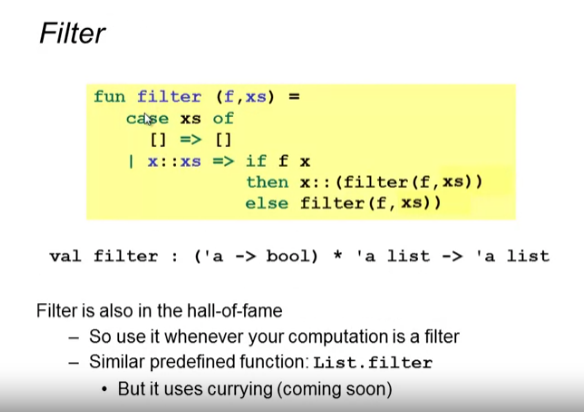 Filter
fun filter (f,xs) =
case xs of
[] => []
| x::xs => if f x
then x::(filter(f,xs))
else filter(f,xs))
val filter : ('a -> bool) * 'a list -> 'a list
Filter is also in the hall-of-fame
– So use it whenever your computation is a filter
– Similar predefined function: List.filter
• But it uses currying (coming soon)